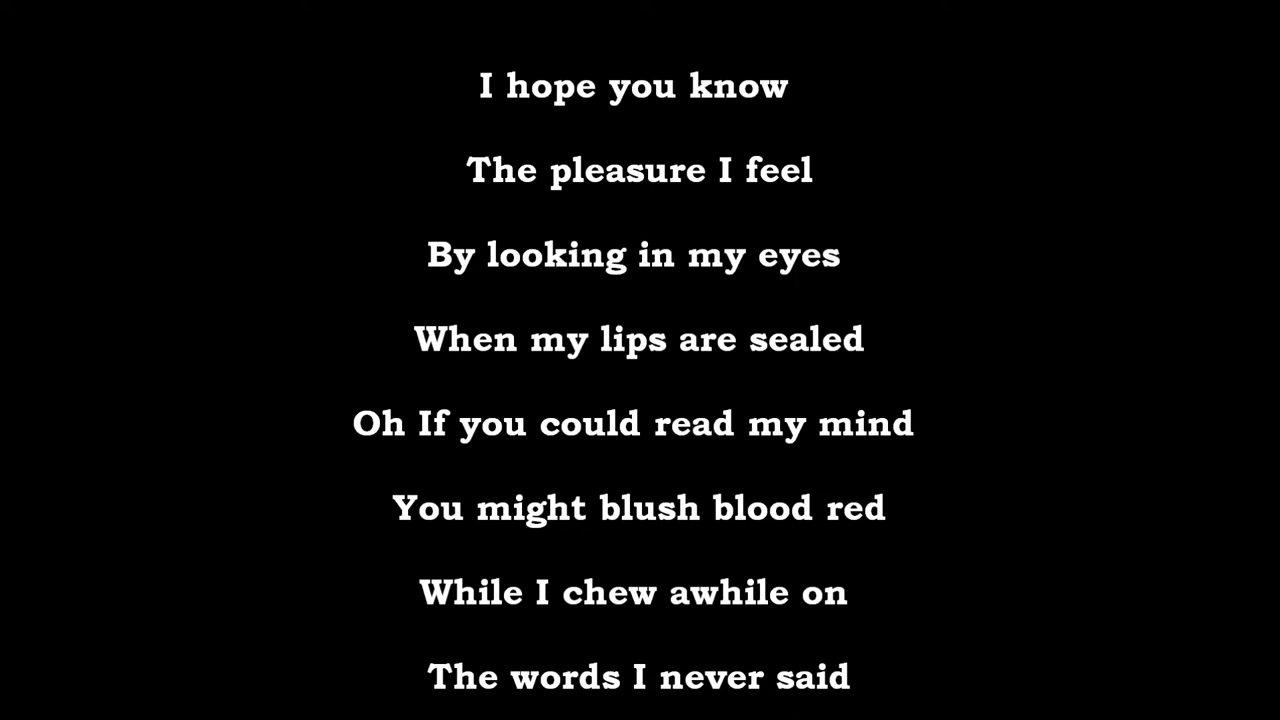 I hope you know
The pleasure I feel
By looking in my eyes
When my lips are sealed
Oh If you could read my mind
You might blush blood red
While I chew awhile on
The words I never said